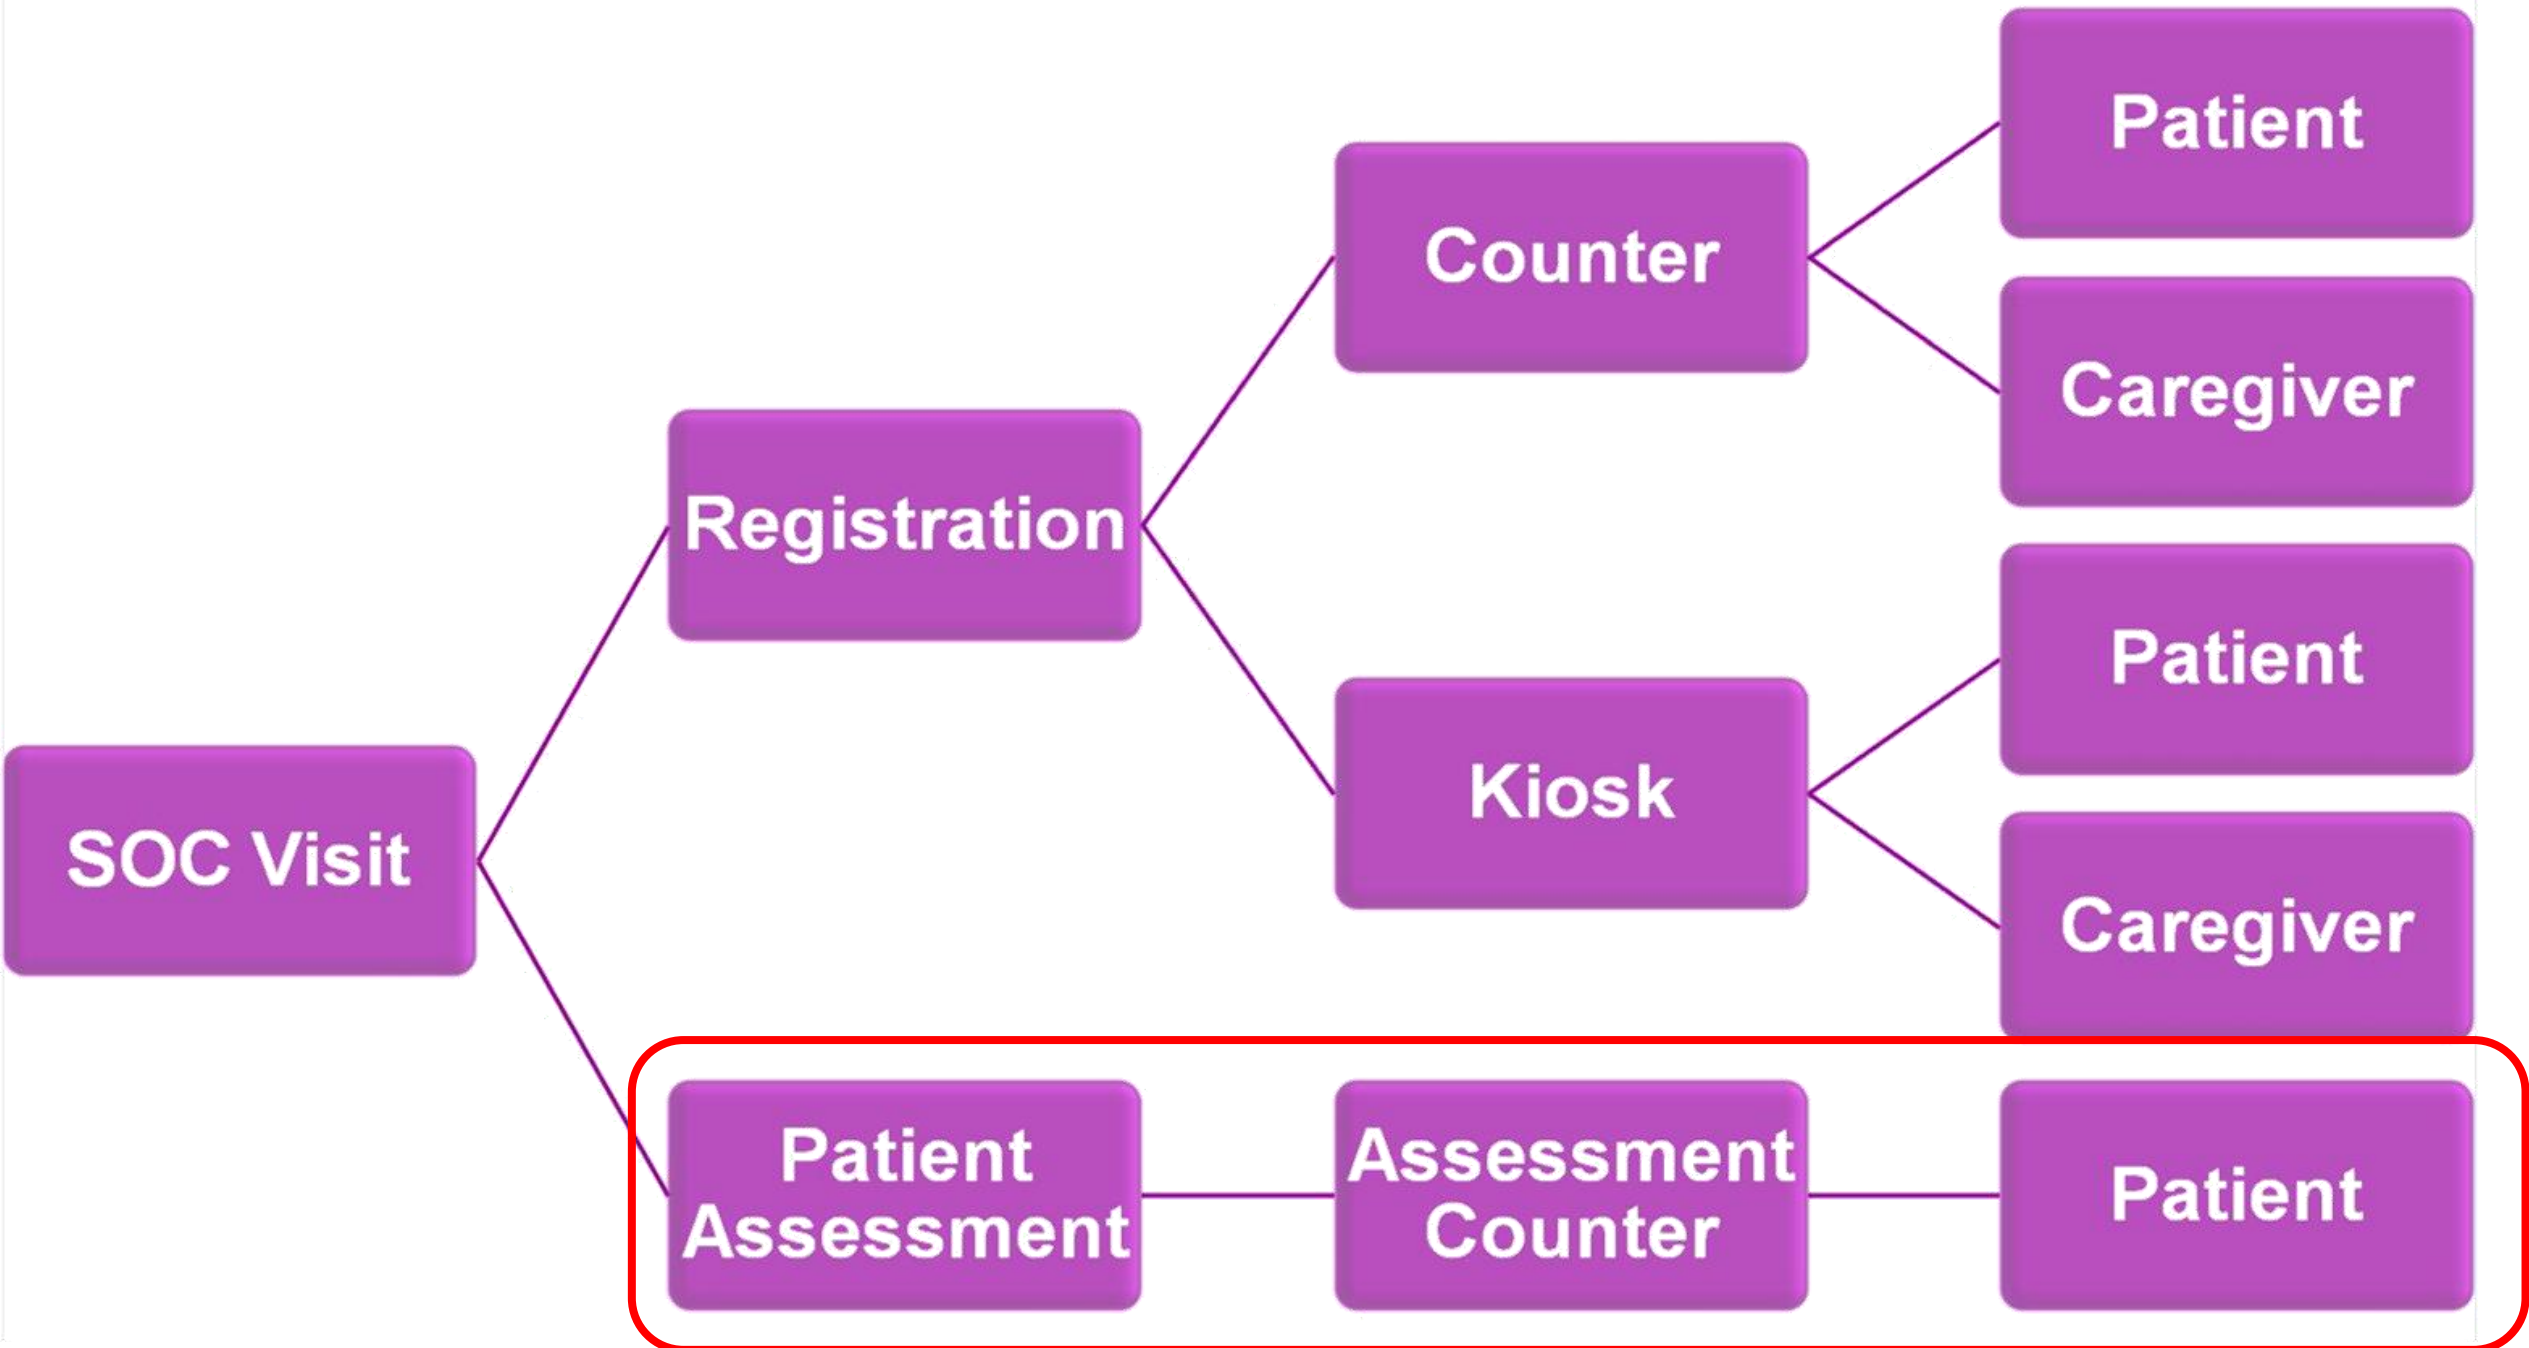 SOC Visit
Registration
Counter
Patient
Caregiver
Kiosk
Patient
Caregiver
Patient
Assessment
Assessment
Counter
Patient